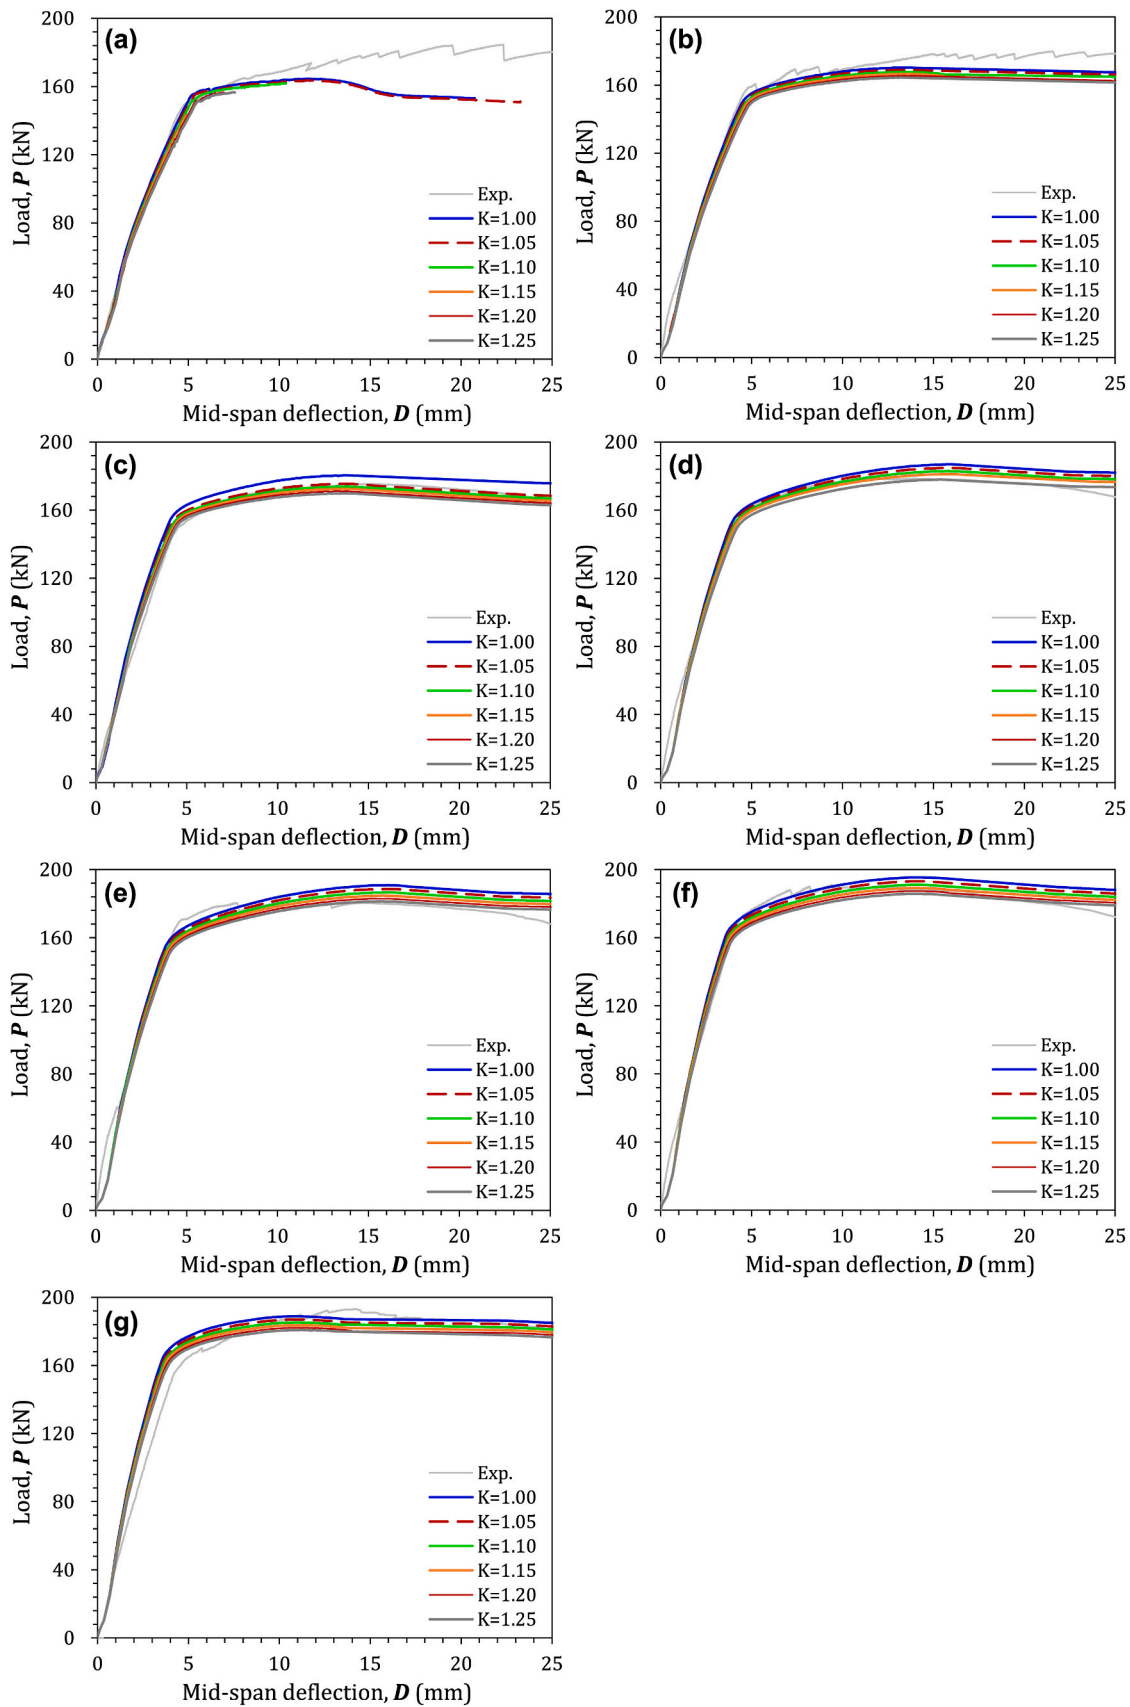 (a)
Load, P (kN)
200
160
120
80
40
0
Exp.
K=1.00
K=1.05
K=1.10
K=1.15
K=1.20
K=1.25
0 5 10 15 20 25
Mid-span deflection, D (mm)
(b)
Load, P (kN)
200
160
120
80
40
0
Exp.
K=1.00
K=1.05
K=1.10
K=1.15
K=1.20
K=1.25
0 5 10 15 20 25
Mid-span deflection, D (mm)
(c)
Load, P (kN)
200
160
120
80
40
0
Exp.
K=1.00
K=1.05
K=1.10
K=1.15
K=1.20
K=1.25
0 5 10 15 20 25
Mid-span deflection, D (mm)
(d)
Load, P (kN)
200
160
120
80
40
0
Exp.
K=1.00
K=1.05
K=1.10
K=1.15
K=1.20
K=1.25
0 5 10 15 20 25
Mid-span deflection, D (mm)
(e)
Load, P (kN)
200
160
120
80
40
0
Exp.
K=1.00
K=1.05
K=1.10
K=1.15
K=1.20
K=1.25
0 5 10 15 20 25
Mid-span deflection, D (mm)
(f)
Load, P (kN)
200
160
120
80
40
0
Exp.
K=1.00
K=1.05
K=1.10
K=1.15
K=1.20
K=1.25
0 5 10 15 20 25
Mid-span deflection, D (mm)
(g)
Load, P (kN)
200
160
120
80
40
0
Exp.
K=1.00
K=1.05
K=1.10
K=1.15
K=1.20
K=1.25
0 5 10 15 20 25
Mid-span deflection, D (mm)